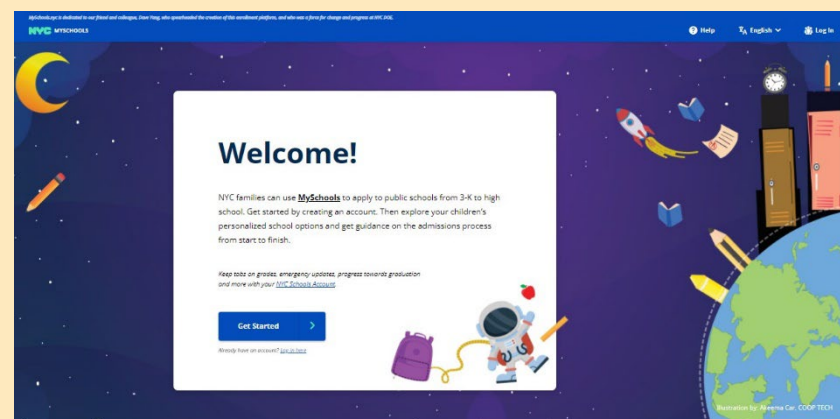 MySchools.nyc is dedicated to our friend and colleague, Dave Yang, who spearheaded the creation of this enrollment platform, and who was a force for change and progress at NYC DOE.
NYC MYSCHOOLS
Help
English
Log In
Welcome!
NYC families can use MySchools to apply to public schools from 3-K to high
school. Get started by creating an account. Then explore your children's
personalized school options and get guidance on the admissions process
from start to finish.
Keep tabs on grades, emergency updates, progress towards graduation
and more with your NYC Schools Account.
Get Started
Already have an account? Log in here
Illustration by: Akeema Car, COOP TECH